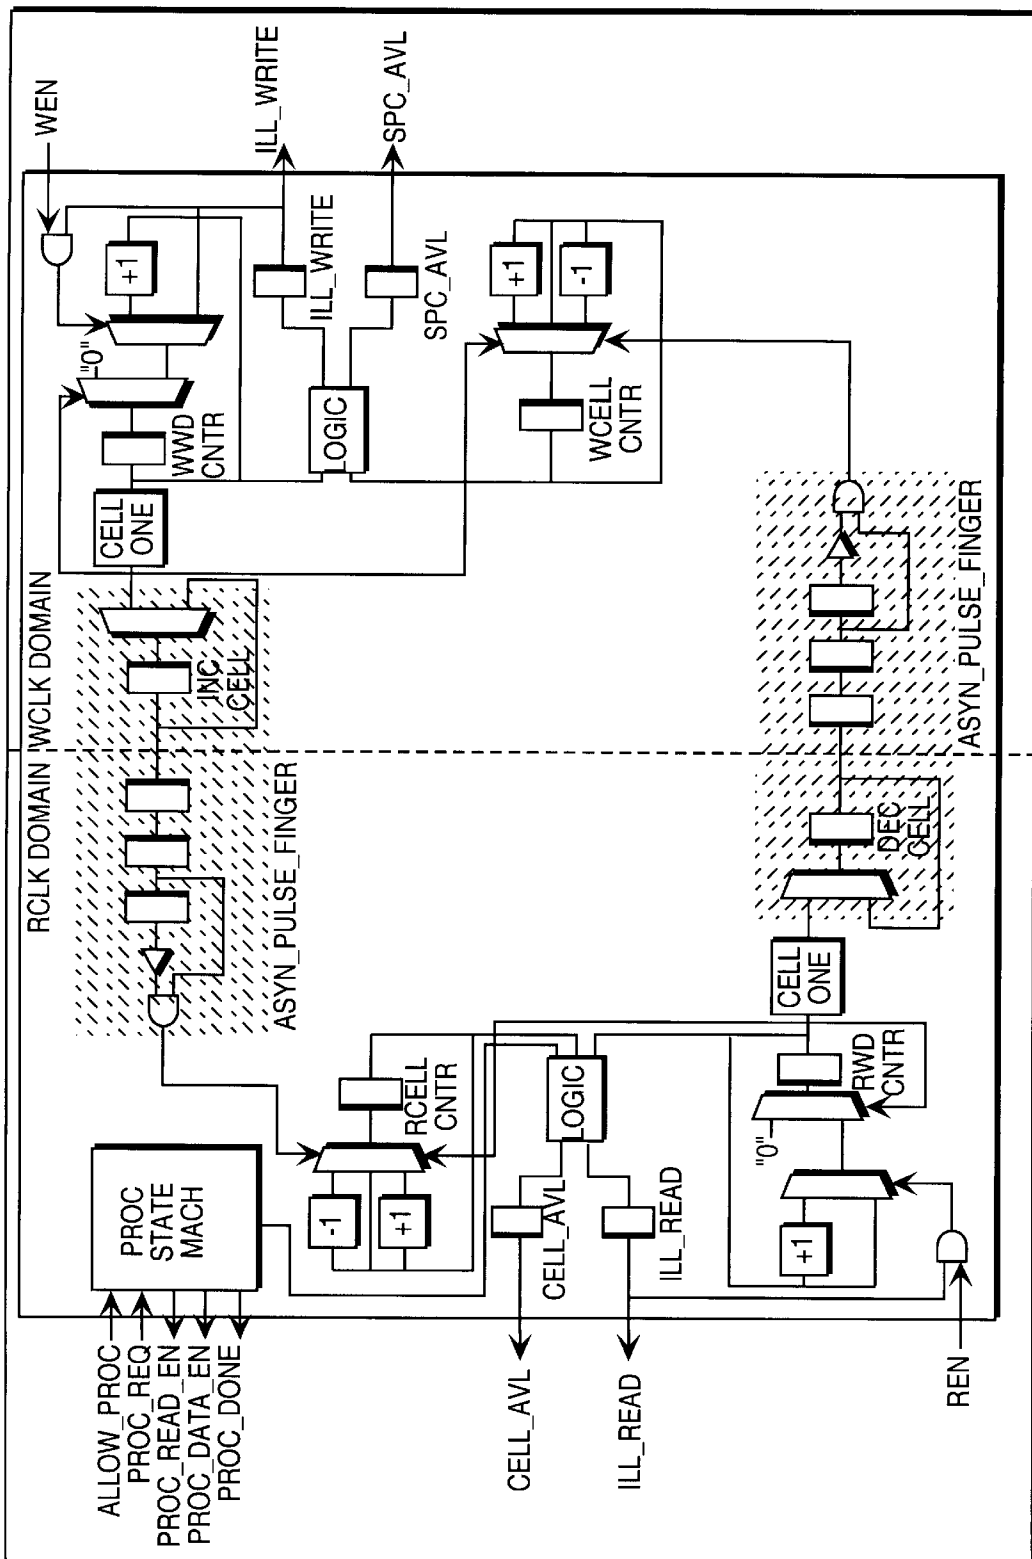 RCLK DOMAIN
WCLK DOMAIN
ALLOW_PROC
PROC_REQ
PROC_READ_EN
PROC_DATA_EN
PROC_DONE
PROC
STATE
MACH
ASYN_PULSE_FINGER
INC
CELL
CELL
ONE
WWD
CNTR
"0"
+1
WEN
-1
+1
RCELL
CNTR
LOGIC
CELL_AVL
CELL_AVL
ILL_READ
ILL_READ
LOGIC
ILL_WRITE
ILL_WRITE
SPC_AVL
SPC_AVL
WCELL
CNTR
+1
-1
REN
+1
"0"
RWD
CNTR
CELL
ONE
DEC
CELL
ASYN_PULSE_FINGER